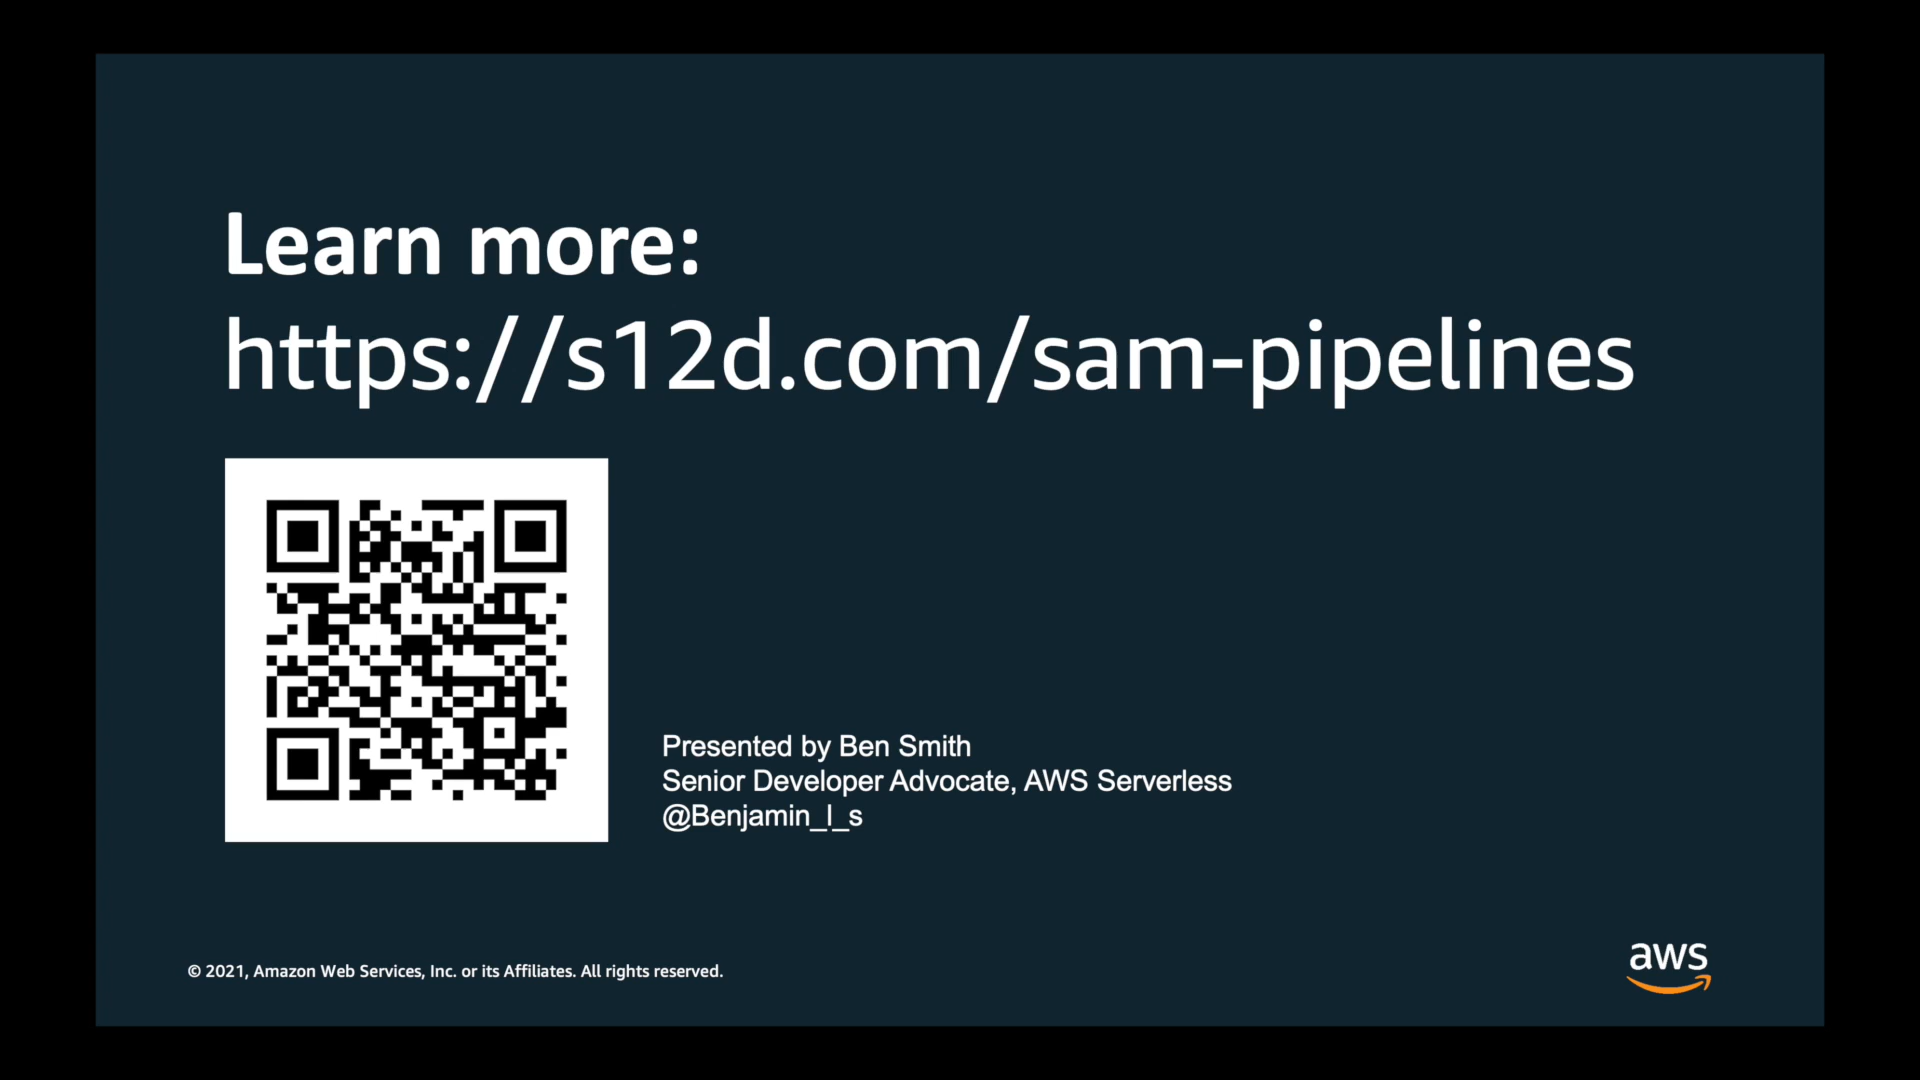 Learn more:
https://s12d.com/sam-pipelines
Presented by Ben Smith
Senior Developer Advocate, AWS Serverless
@Benjamin_l_s
© 2021, Amazon Web Services, Inc. or its Affiliates. All rights reserved.
aws